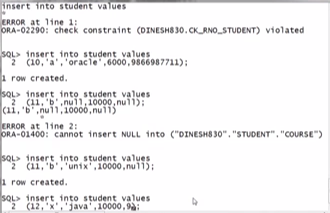 insert into student values
*
ERROR at line 1:
ORA-02290: check constraint (DINESH830.CK_RNO_STUDENT) violated
SQL> insert into student values
2 (10,'a','oracle',6000,9866987711);
1 row created.
SQL> insert into student values
2 (11,'b',null,10000,null);
(11,'b',null,10000,null)
*
ERROR at line 2:
ORA-01400: cannot insert NULL into ("DINESH830"."STUDENT"."COURSE")
SQL> insert into student values
2 (11,'b','unix',10000,null);
1 row created.
SQL> insert into student values
2 (12,'x','java',10000,9